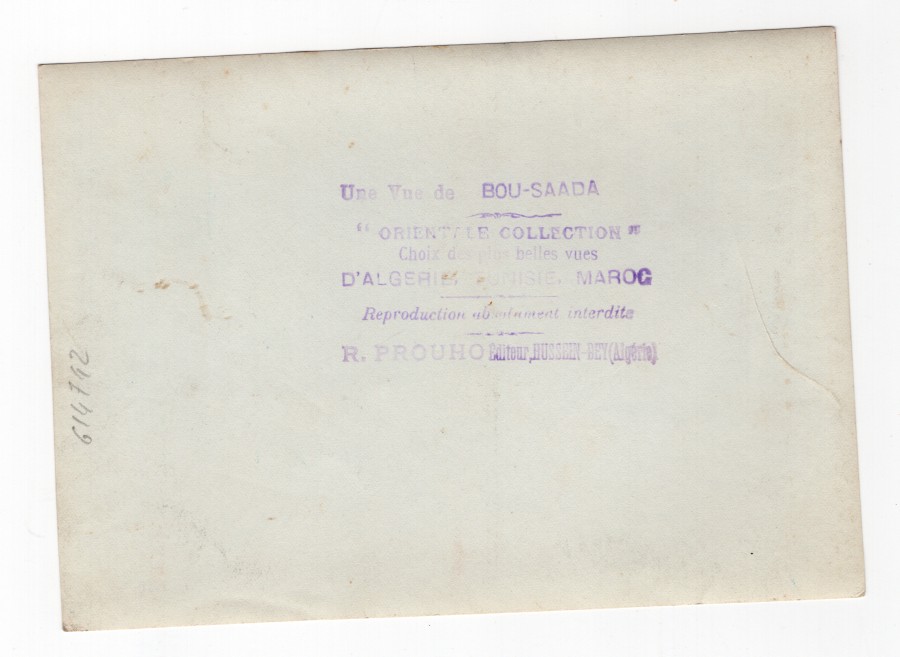 Une Vue de BOU-SAADA
" ORIENTALE COLLECTION "
Choix des plus belles vues
D'ALGERIE, TUNISIE, MAROC
Reproduction absolument interdite
R. PROUHO Éditeur, HUSSEIN-DEY (Algérie)
614742